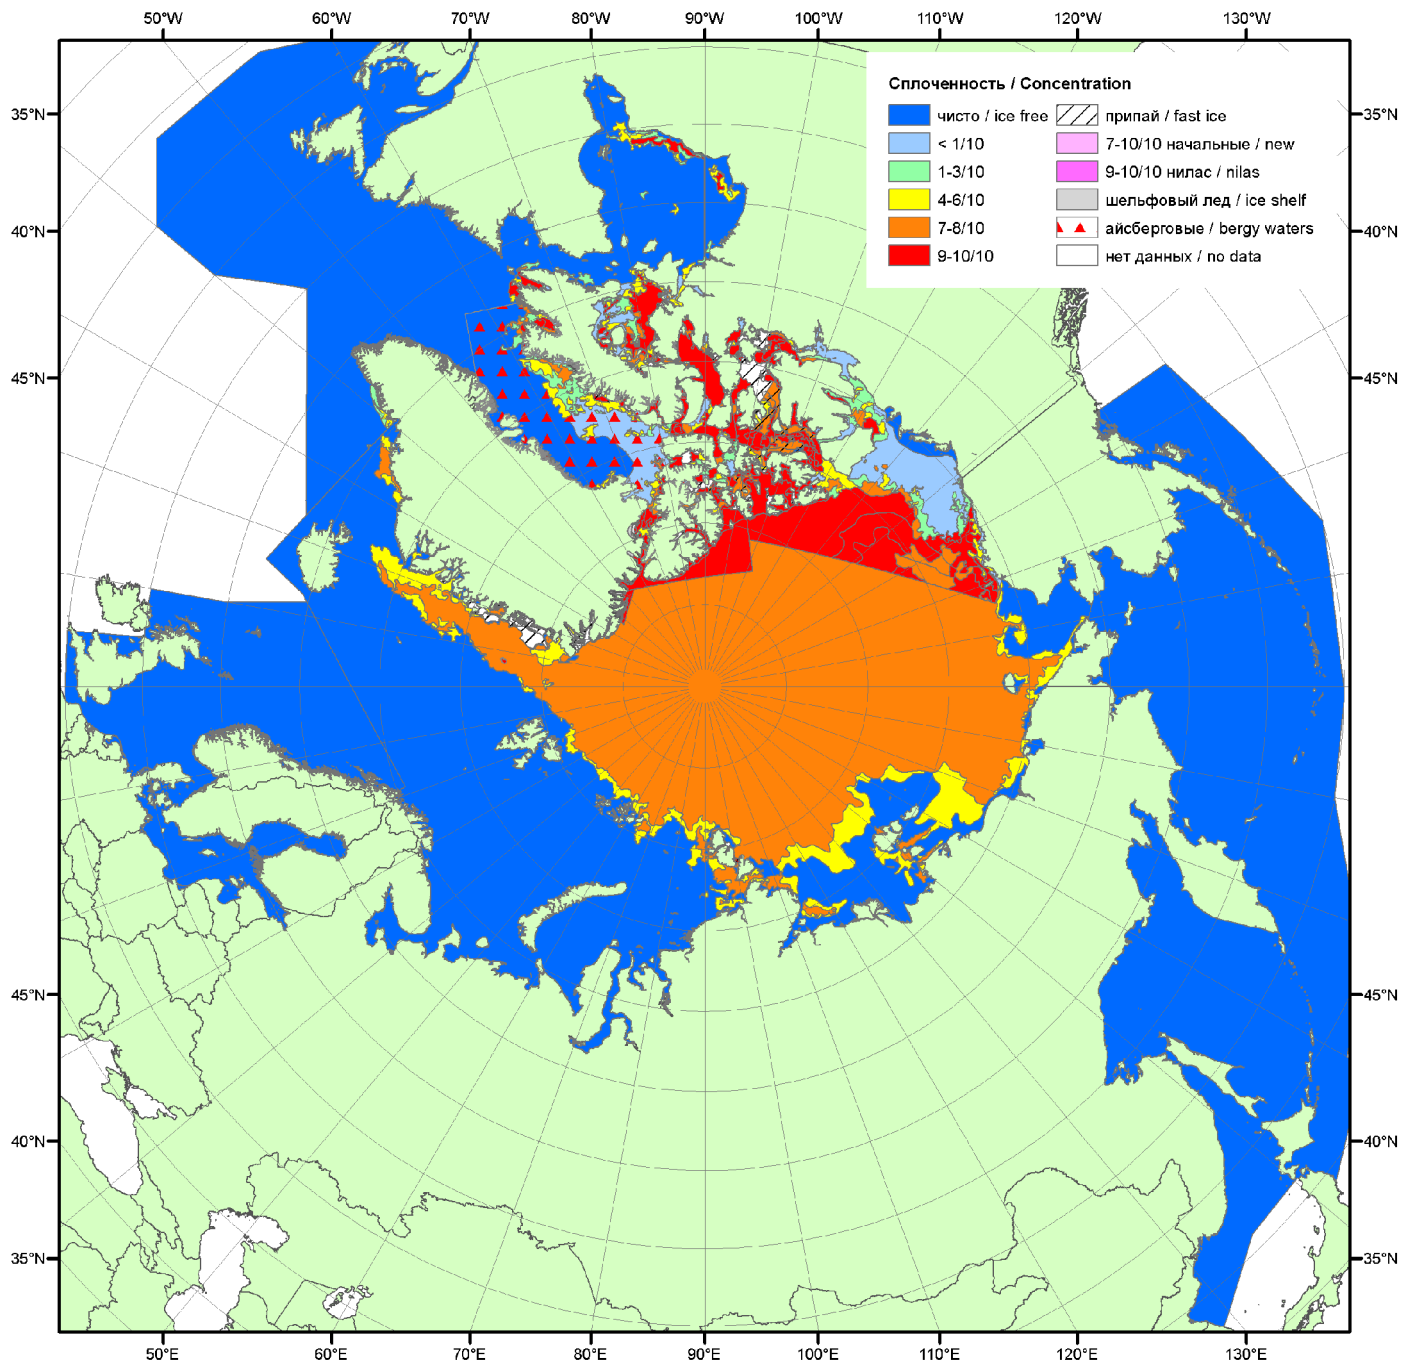 50°W 60°W 70°W 80°W 90°W 100°W 110°W 120°W 130°W
Сплоченность / Concentration
чисто / ice free
< 1/10
1-3/10
4-6/10
7-8/10
9-10/10
припай / fast ice
7-10/10 начальные / new
9-10/10 нилас / nilas
шельфовый лед / ice shelf
айсберговые / bergy waters
нет данных / no data
35°N 35°N
40°N 40°N
45°N 45°N
45°N 45°N
40°N 40°N
35°N 35°N
50°E 60°E 70°E 80°E 90°E 100°E 110°E 120°E 130°E